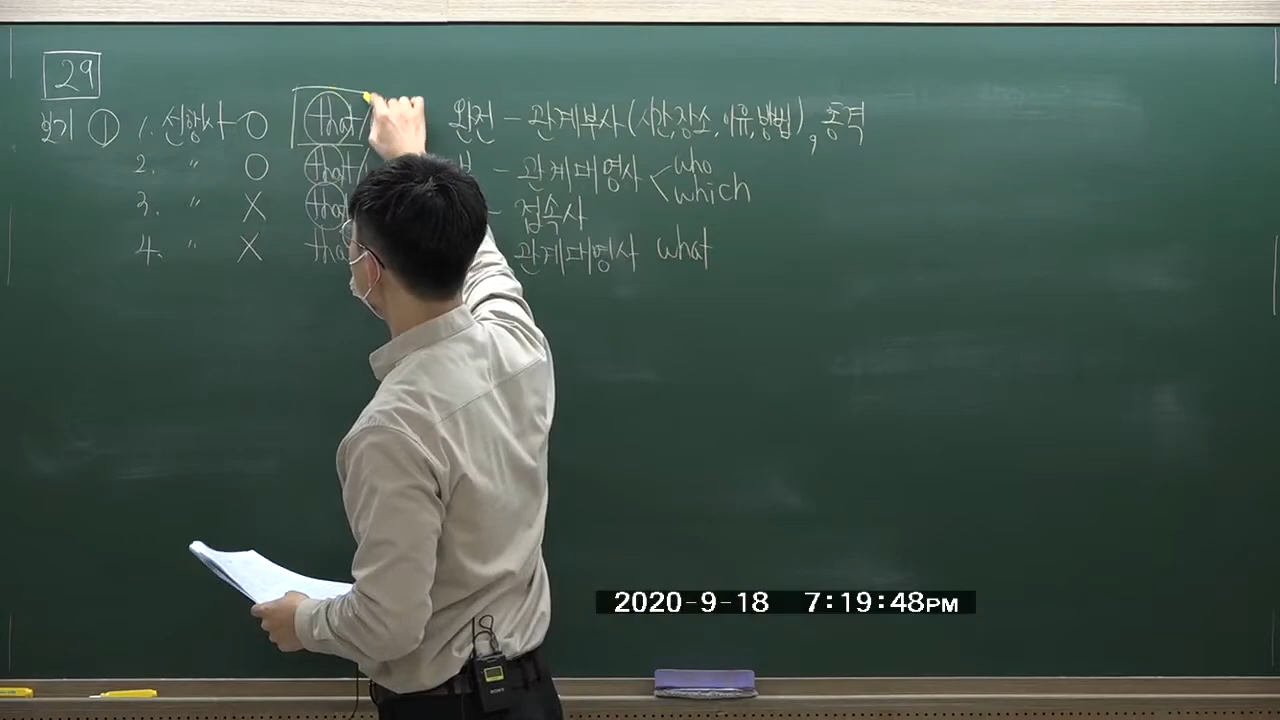 29
보기 ① 1. 선행사 O that/ 완전 - 관계부사 (시간, 장소, 이유, 방법), 동격
2. " O that/ - 관계대명사 < who which
3. " X that - 접속사
4. " X tha 관계대명사 what
2020-9-18 7:19:48PM
SONY